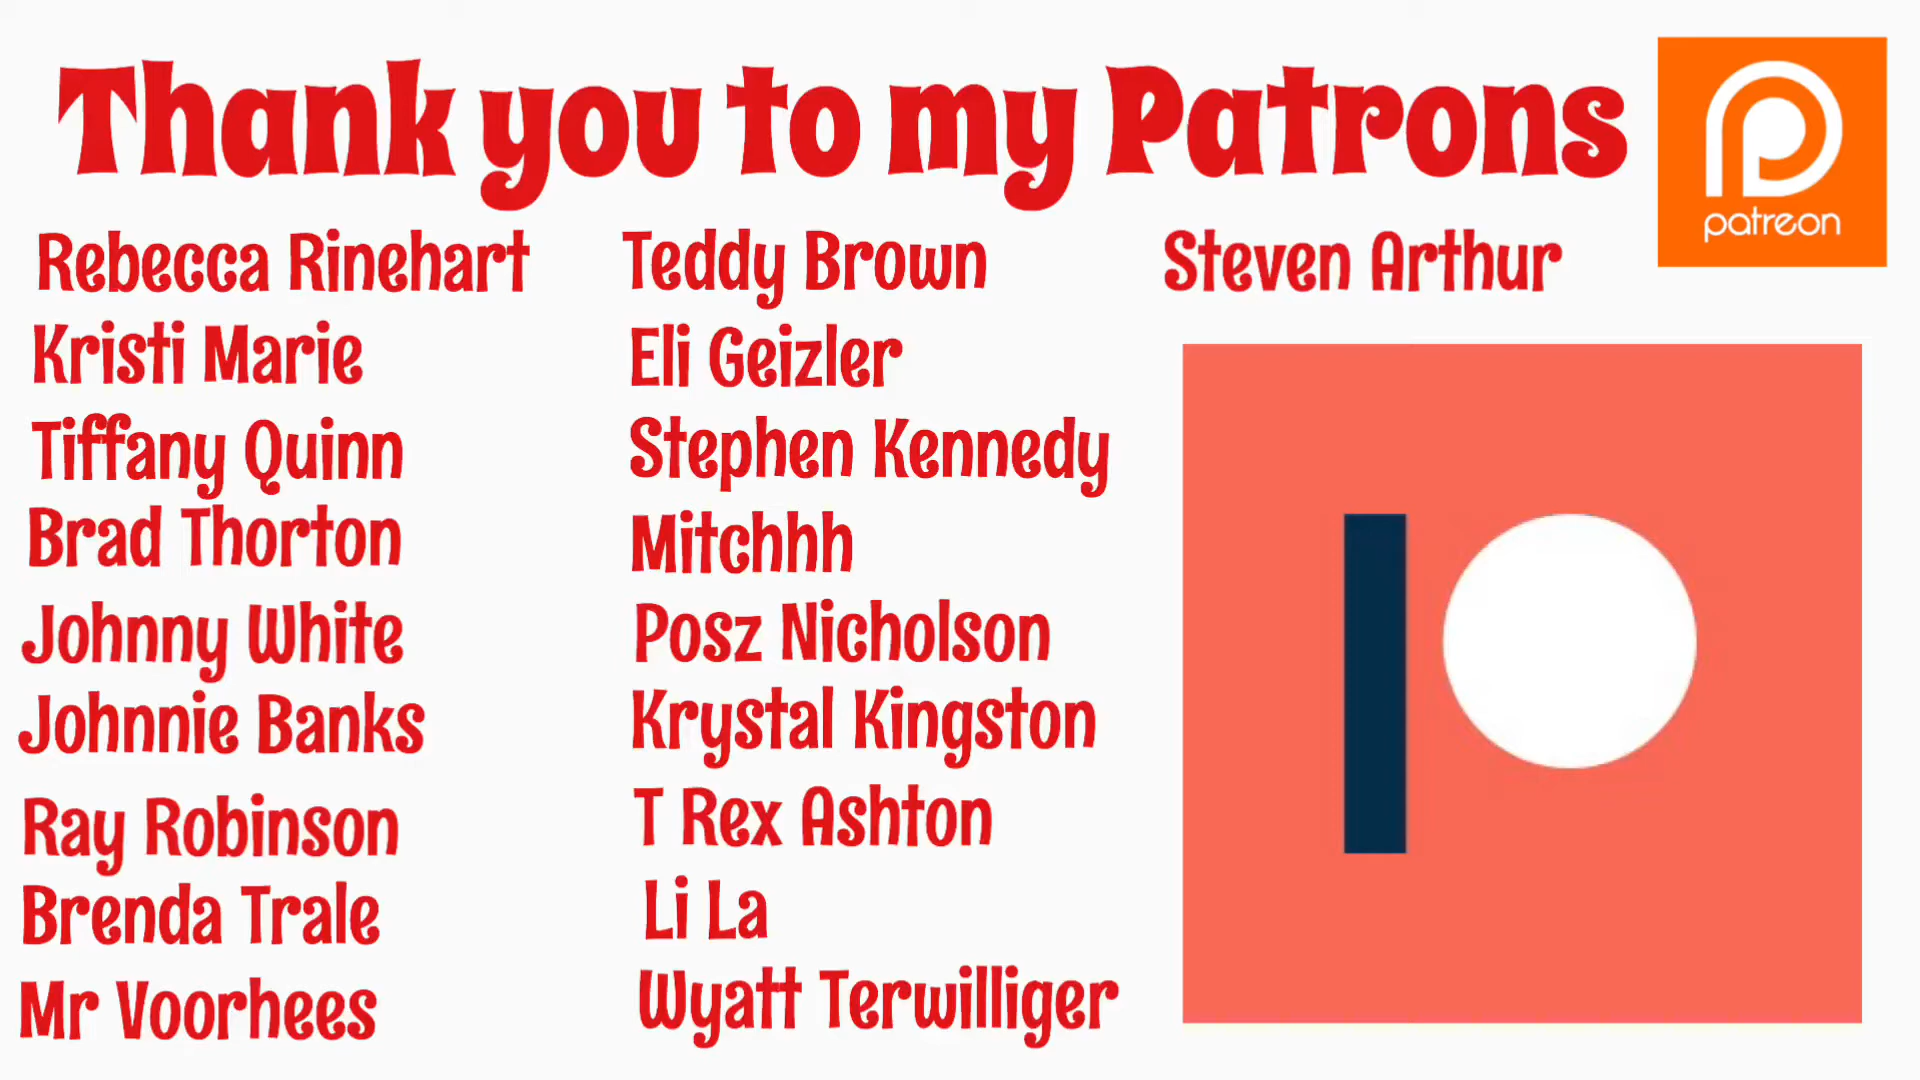 Thank you to my Patrons
patreon
Rebecca Rinehart
Kristi Marie
Tiffany Quinn
Brad Thorton
Johnny White
Johnnie Banks
Ray Robinson
Brenda Trale
Mr Voorhees
Teddy Brown
Eli Geizler
Stephen Kennedy
Mitchhh
Posz Nicholson
Krystal Kingston
T Rex Ashton
Li La
Wyatt Terwilliger
Steven Arthur